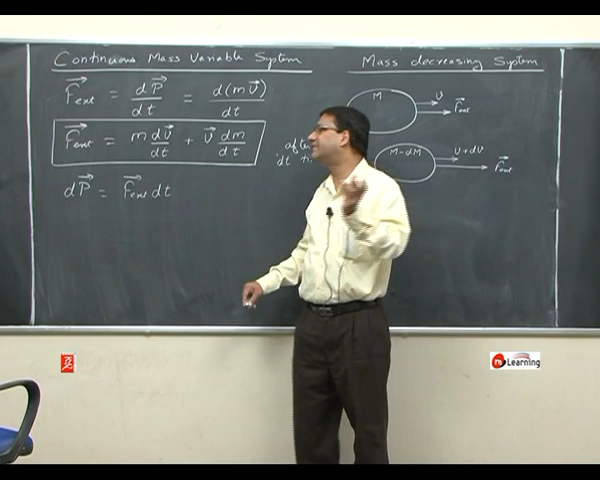 Continuous Mass Variable System
F⃗ext = dP⃗/dt = d(mv⃗)/dt
F⃗ext = m dv⃗/dt + v⃗ dm/dt
dP⃗ = F⃗ext dt
Mass decreasing System
M
v
F⃗ext
'dt'
M-dM
v+dv
F⃗ext
Learning